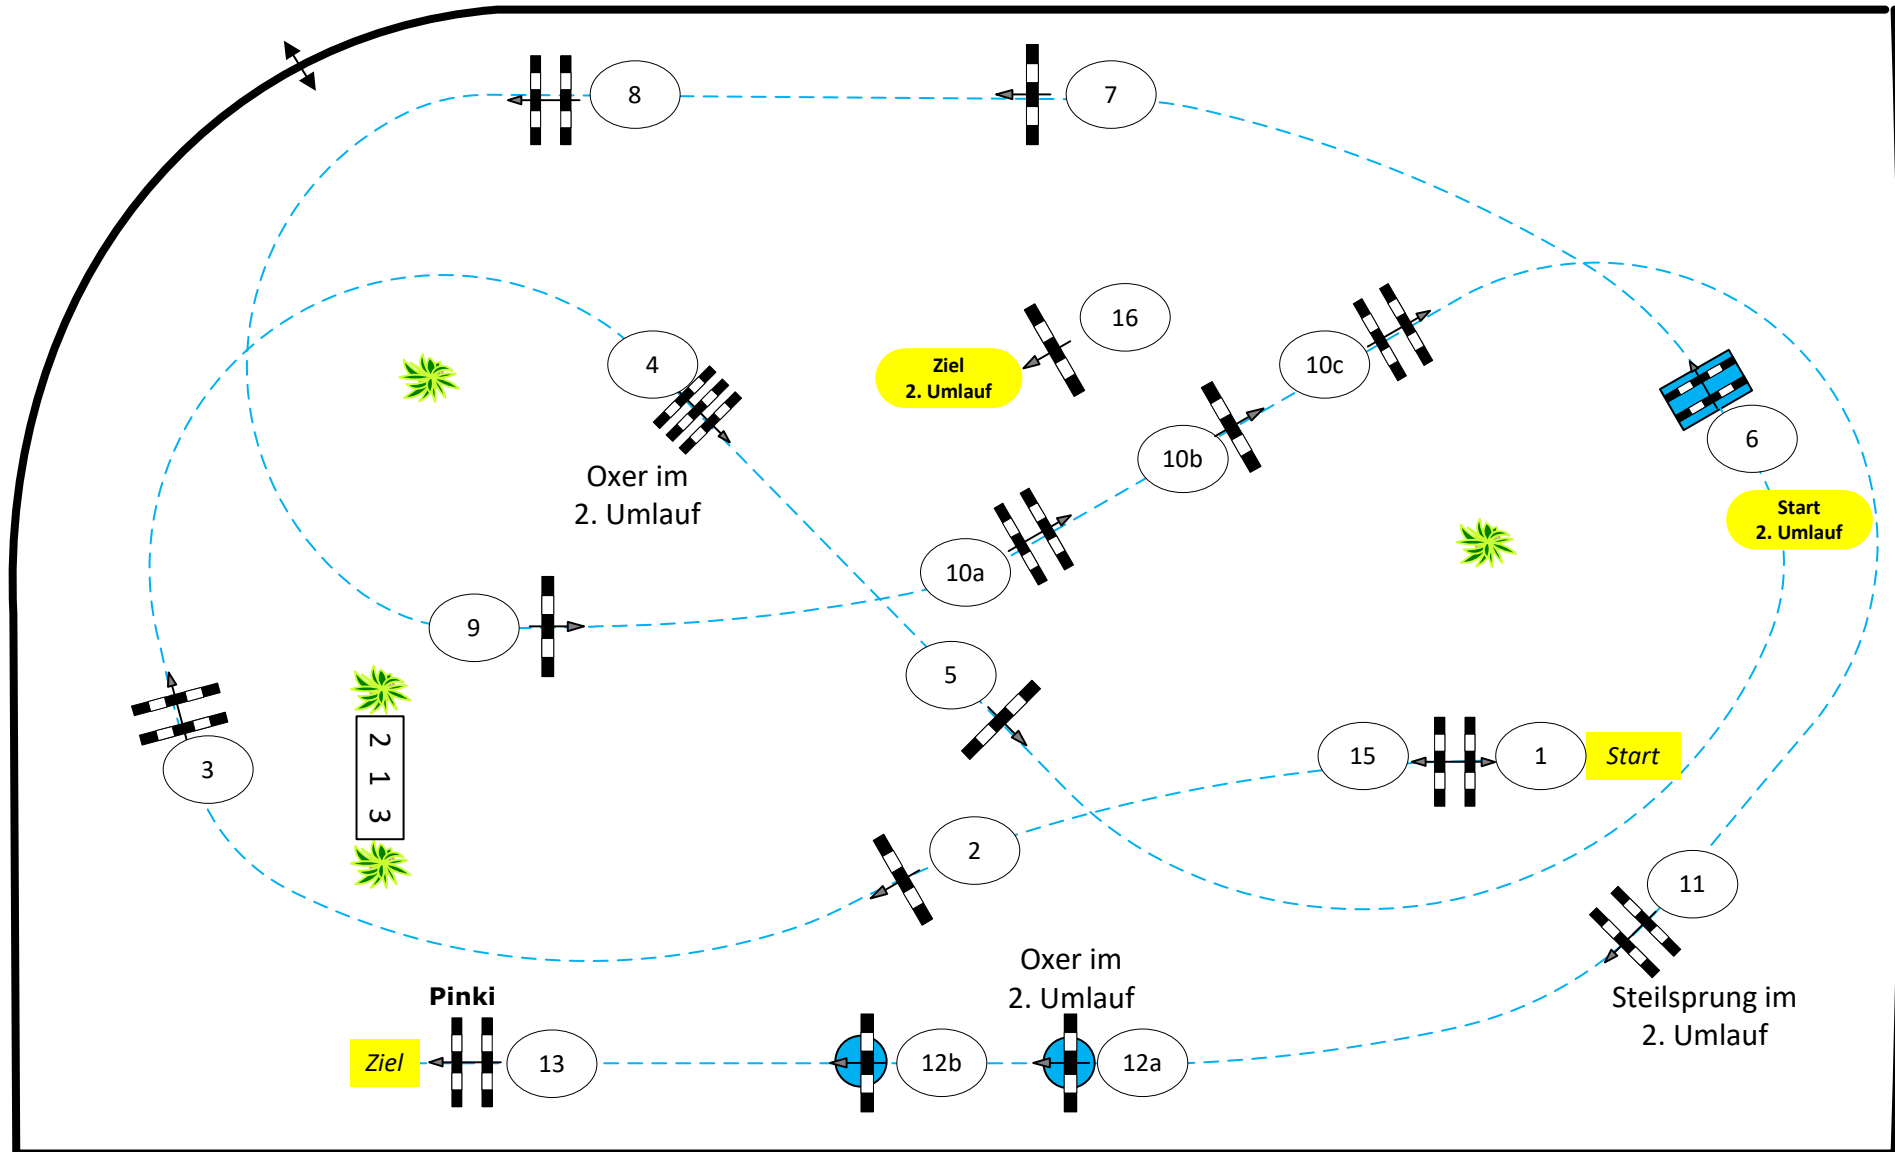 8
7
16
4
Ziel
2. Umlauf
10c
10b
6
Oxer im
2. Umlauf
Start
2. Umlauf
10a
9
5
2 1 3
3
15
1
Start
2
11
Oxer im
2. Umlauf
Pinki
Steilsprung im
2. Umlauf
Ziel
13
12b
12a